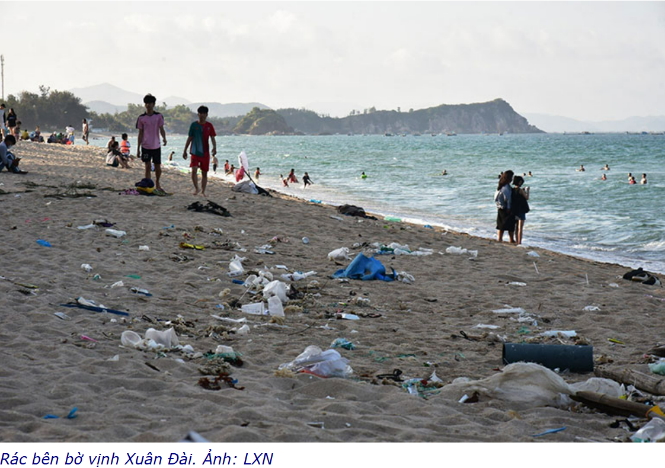 Rác bên bờ vịnh Xuân Đài. Ảnh: LXN